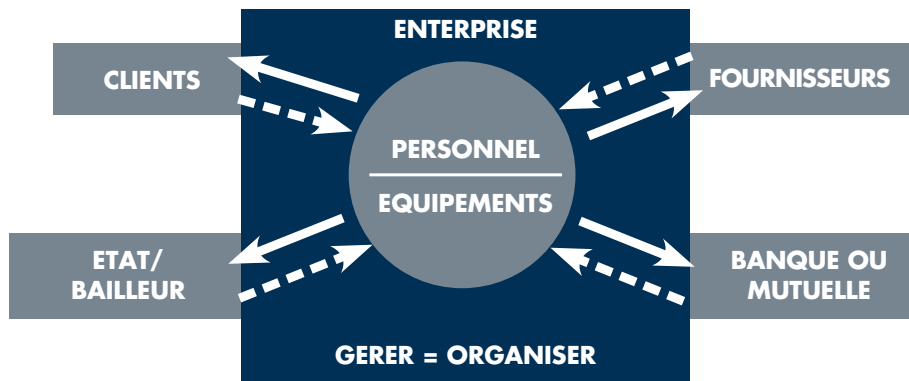 ENTERPRISE
CLIENTS
FOURNISSEURS
PERSONNEL
EQUIPEMENTS
ETAT/
BAILLEUR
BANQUE OU
MUTUELLE
GERER = ORGANISER